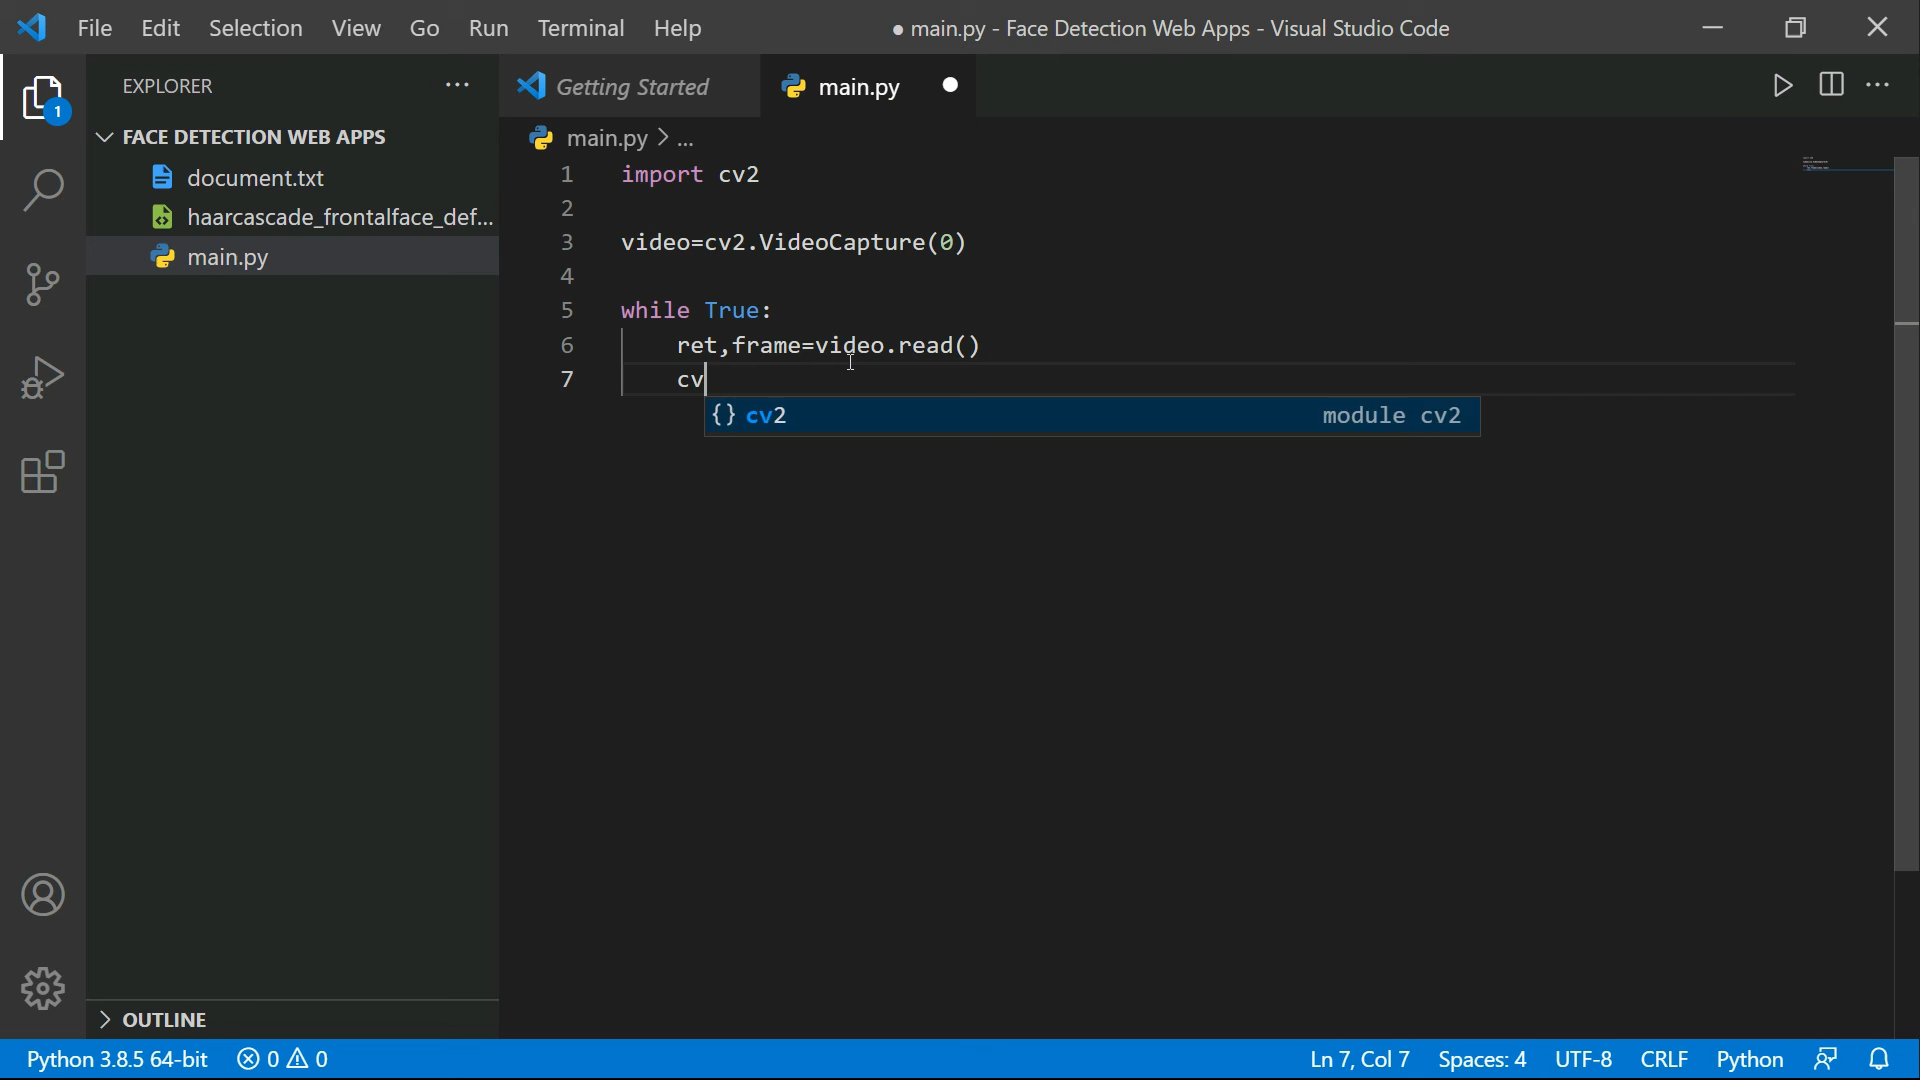 File Edit Selection View Go Run Terminal Help
● main.py - Face Detection Web Apps - Visual Studio Code
EXPLORER
1
FACE DETECTION WEB APPS
document.txt
haarcascade_frontalface_def...
main.py
OUTLINE
Getting Started
main.py
main.py > ...
1 import cv2
2
3 video=cv2.VideoCapture(0)
4
5 while True:
6 ret,frame=video.read()
7 cv
{} cv2 module cv2
Python 3.8.5 64-bit 0 0 Ln 7, Col 7 Spaces: 4 UTF-8 CRLF Python